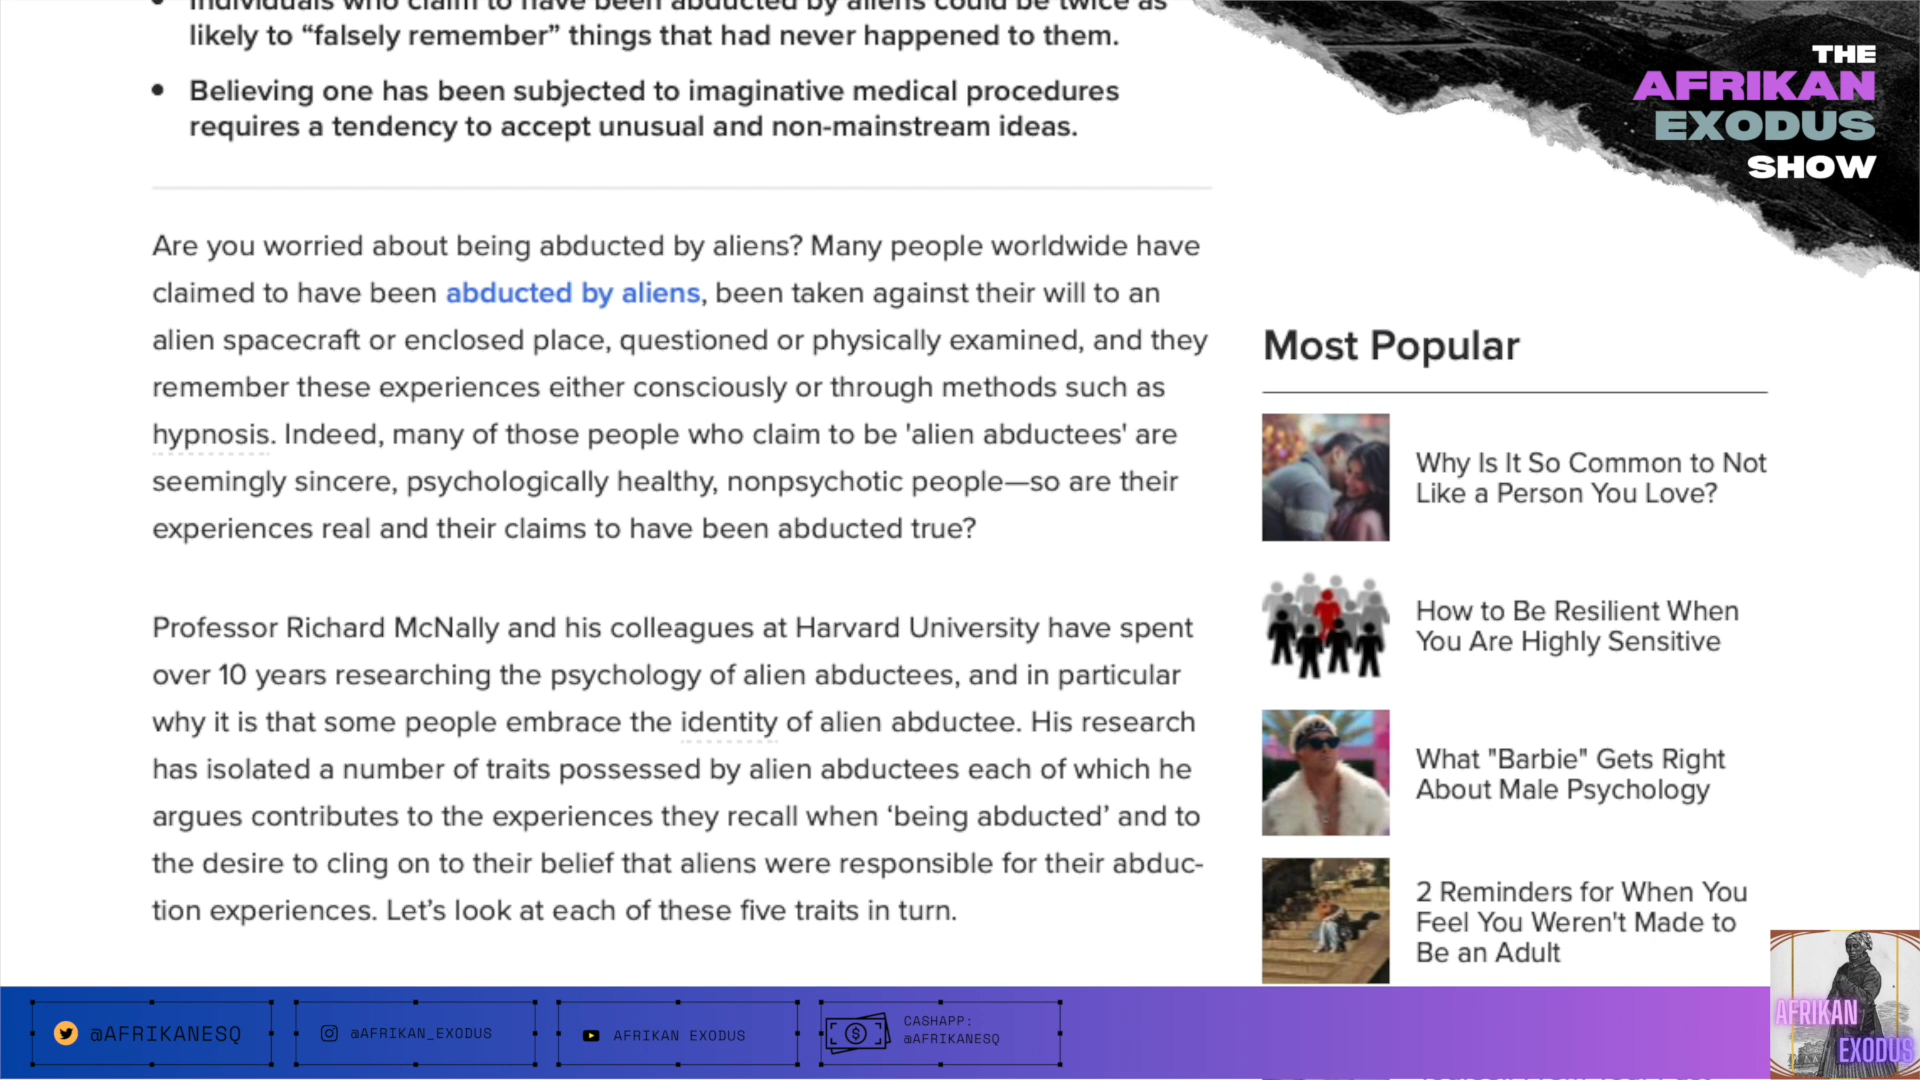 Individuals who claim to have been abducted by aliens could be twice as
likely to “falsely remember” things that had never happened to them.
• Believing one has been subjected to imaginative medical procedures
requires a tendency to accept unusual and non-mainstream ideas.
Are you worried about being abducted by aliens? Many people worldwide have
claimed to have been abducted by aliens, been taken against their will to an
alien spacecraft or enclosed place, questioned or physically examined, and they
remember these experiences either consciously or through methods such as
hypnosis. Indeed, many of those people who claim to be 'alien abductees' are
seemingly sincere, psychologically healthy, nonpsychotic people—so are their
experiences real and their claims to have been abducted true?
Professor Richard McNally and his colleagues at Harvard University have spent
over 10 years researching the psychology of alien abductees, and in particular
why it is that some people embrace the identity of alien abductee. His research
has isolated a number of traits possessed by alien abductees each of which he
argues contributes to the experiences they recall when ‘being abducted’ and to
the desire to cling on to their belief that aliens were responsible for their abduc-
tion experiences. Let’s look at each of these five traits in turn.
THE
AFRIKAN
EXODUS
SHOW
Most Popular
Why Is It So Common to Not
Like a Person You Love?
How to Be Resilient When
You Are Highly Sensitive
What "Barbie" Gets Right
About Male Psychology
2 Reminders for When You
Feel You Weren't Made to
Be an Adult
@AFRIKANESQ
@AFRIKAN_EXODUS
AFRIKAN EXODUS
CASHAPP:
@AFRIKANESQ
AFRIKAN
EXODUS